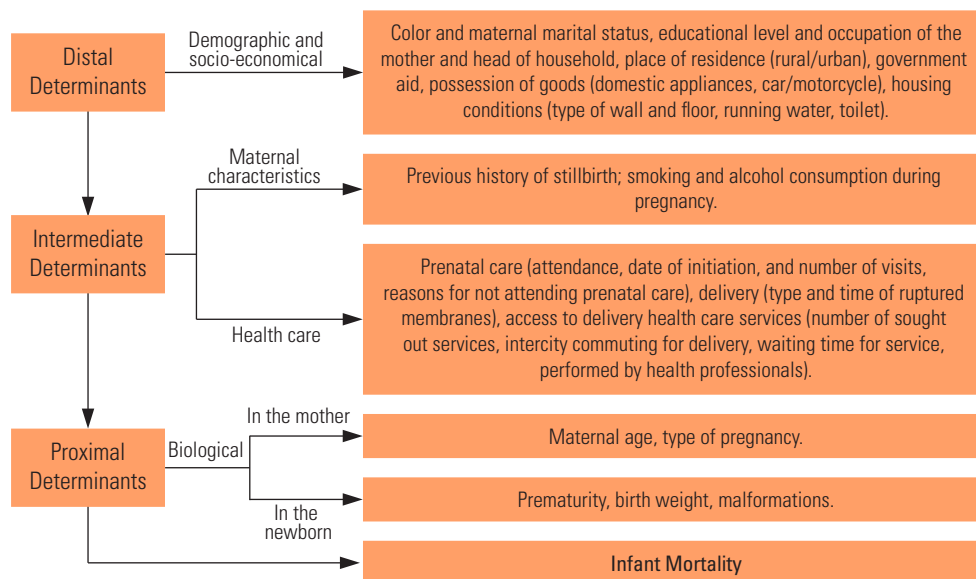 Distal
Determinants
Demographic and
socio-economical
Color and maternal marital status, educational level and occupation of the
mother and head of household, place of residence (rural/urban), government
aid, possession of goods (domestic appliances, car/motorcycle), housing
conditions (type of wall and floor, running water, toilet).
Maternal
characteristics
Previous history of stillbirth; smoking and alcohol consumption during
pregnancy.
Intermediate
Determinants
Health care
Prenatal care (attendance, date of initiation, and number of visits,
reasons for not attending prenatal care), delivery (type and time of ruptured
membranes), access to delivery health care services (number of sought
out services, intercity commuting for delivery, waiting time for service,
performed by health professionals).
Proximal
Determinants
Biological
In the mother
Maternal age, type of pregnancy.
In the
newborn
Prematurity, birth weight, malformations.
Infant Mortality